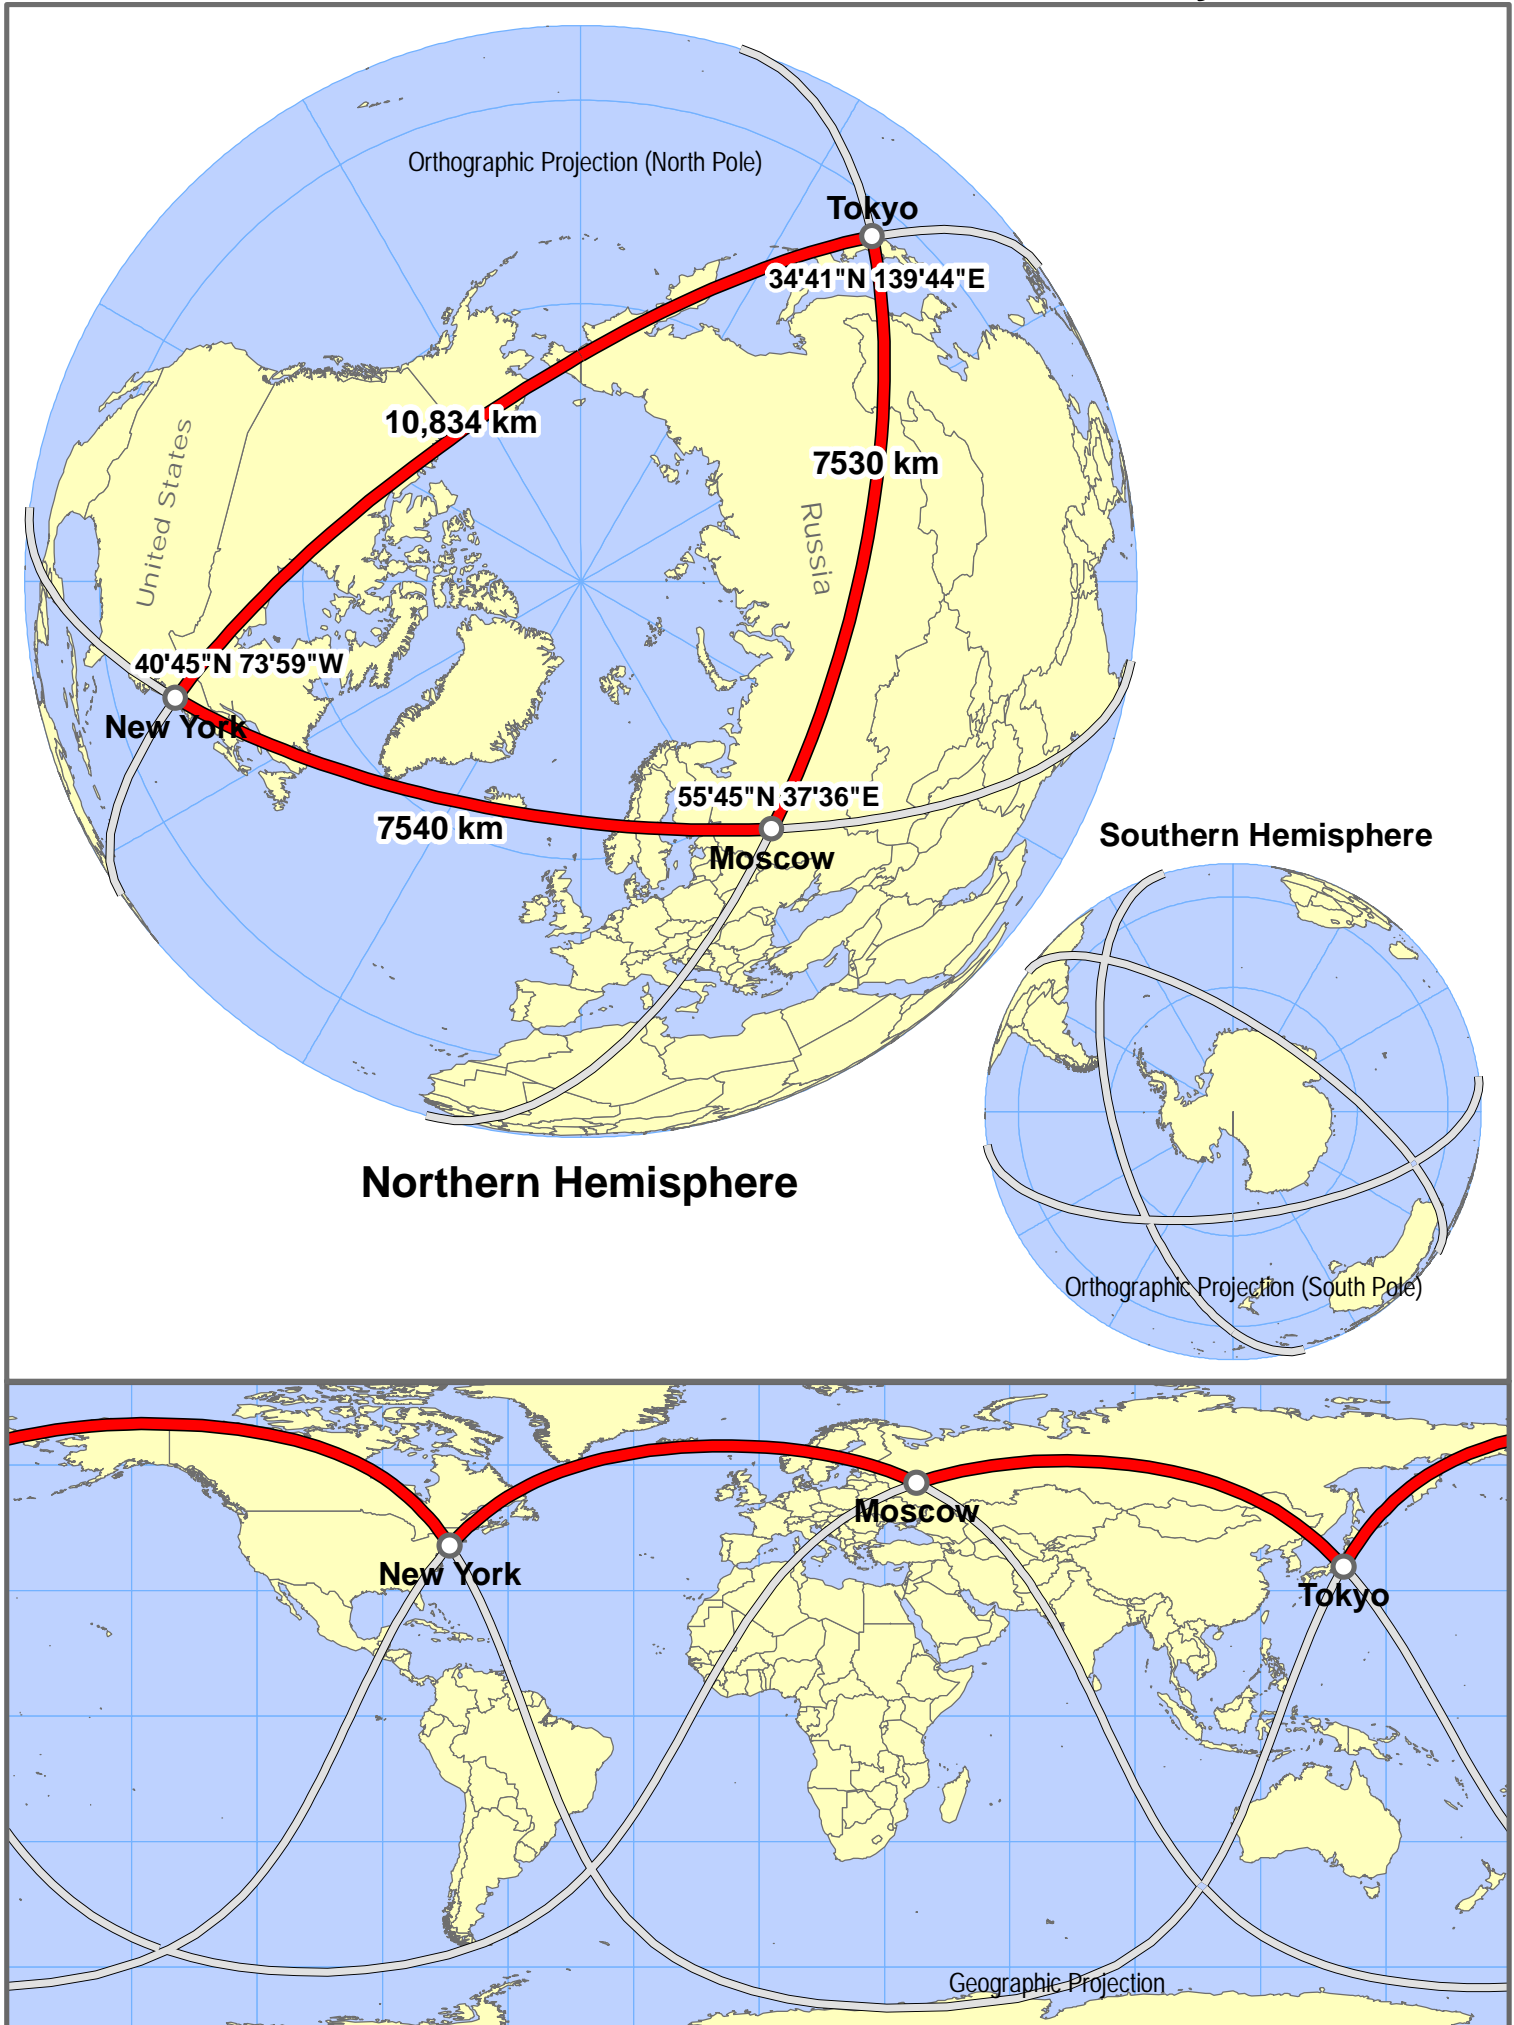 Orthographic Projection (North Pole)
Tokyo
34'41"N 139'44"E
10,834 km
7530 km
United States
Russia
40'45"N 73'59"W
New York
55'45"N 37'36"E
7540 km
Moscow
Southern Hemisphere
Northern Hemisphere
Orthographic Projection (South Pole)
Moscow
New York
Tokyo
Geographic Projection